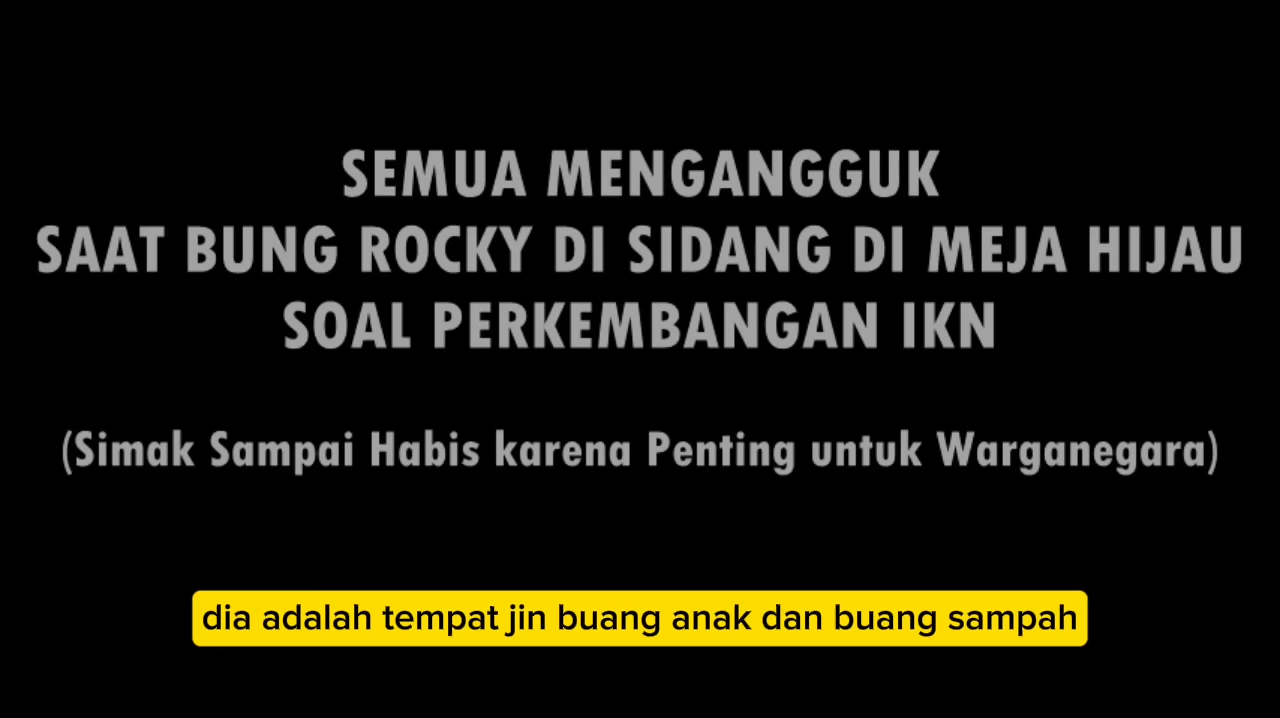 SEMUA MENGANGGUK
SAAT BUNG ROCKY DI SIDANG DI MEJA HIJAU
SOAL PERKEMBANGAN IKN
(Simak Sampai Habis karena Penting untuk Warganegara)
dia adalah tempat jin buang anak dan buang sampah